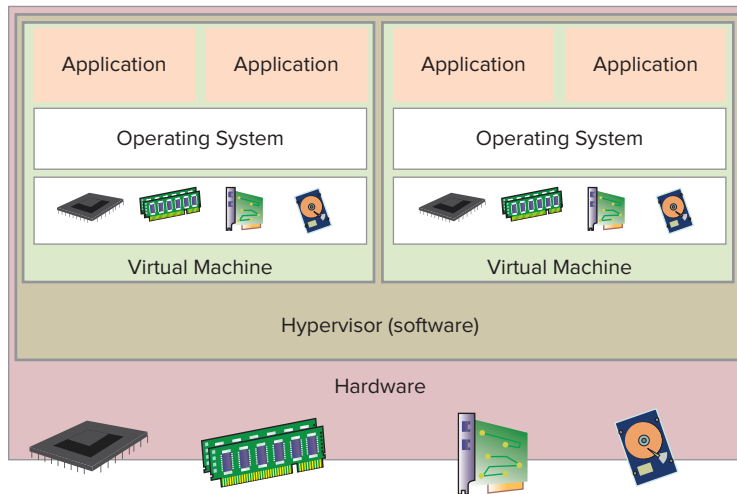 Application
Application
Application
Application
Operating System
Operating System
Virtual Machine
Virtual Machine
Hypervisor (software)
Hardware